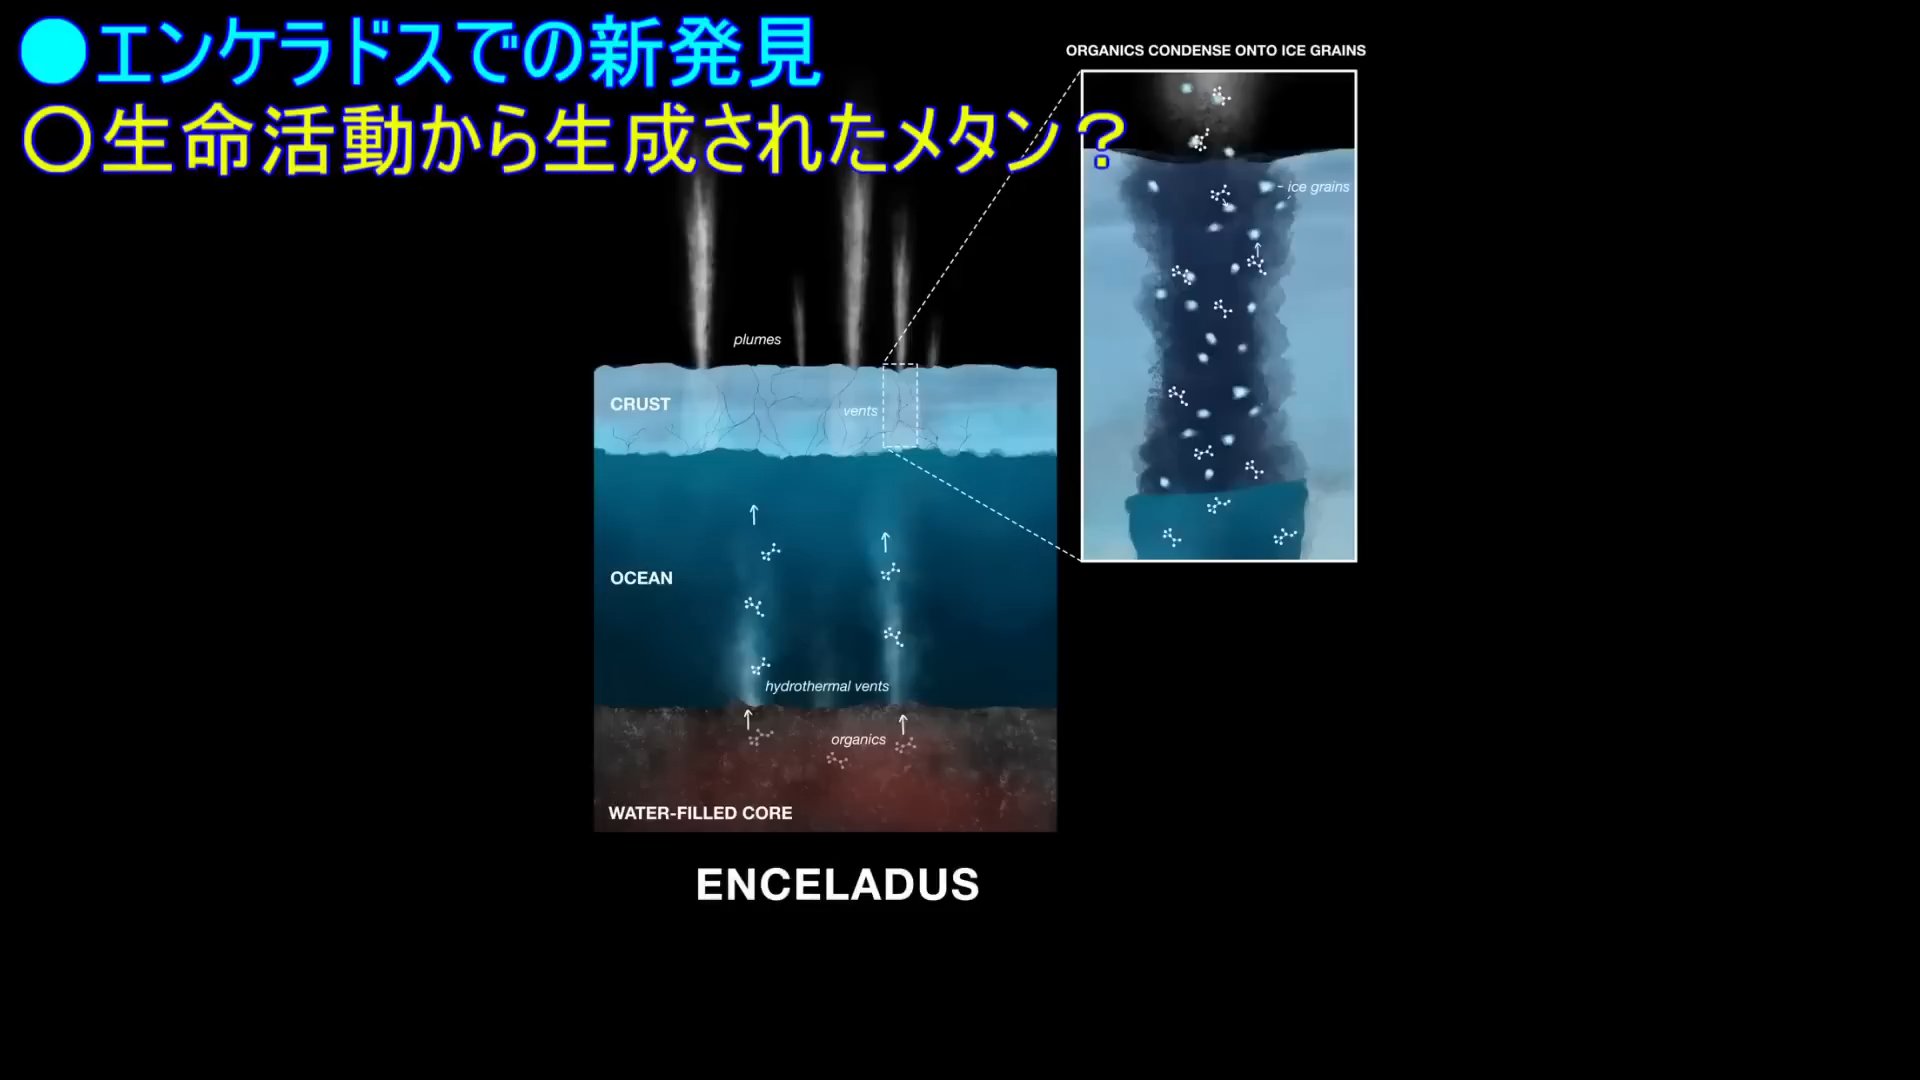 ●エンケラドスでの新発見
〇生命活動から生成されたメタン？
ORGANICS CONDENSE ONTO ICE GRAINS
ice grains
plumes
CRUST
vents
OCEAN
hydrothermal vents
organics
WATER-FILLED CORE
ENCELADUS